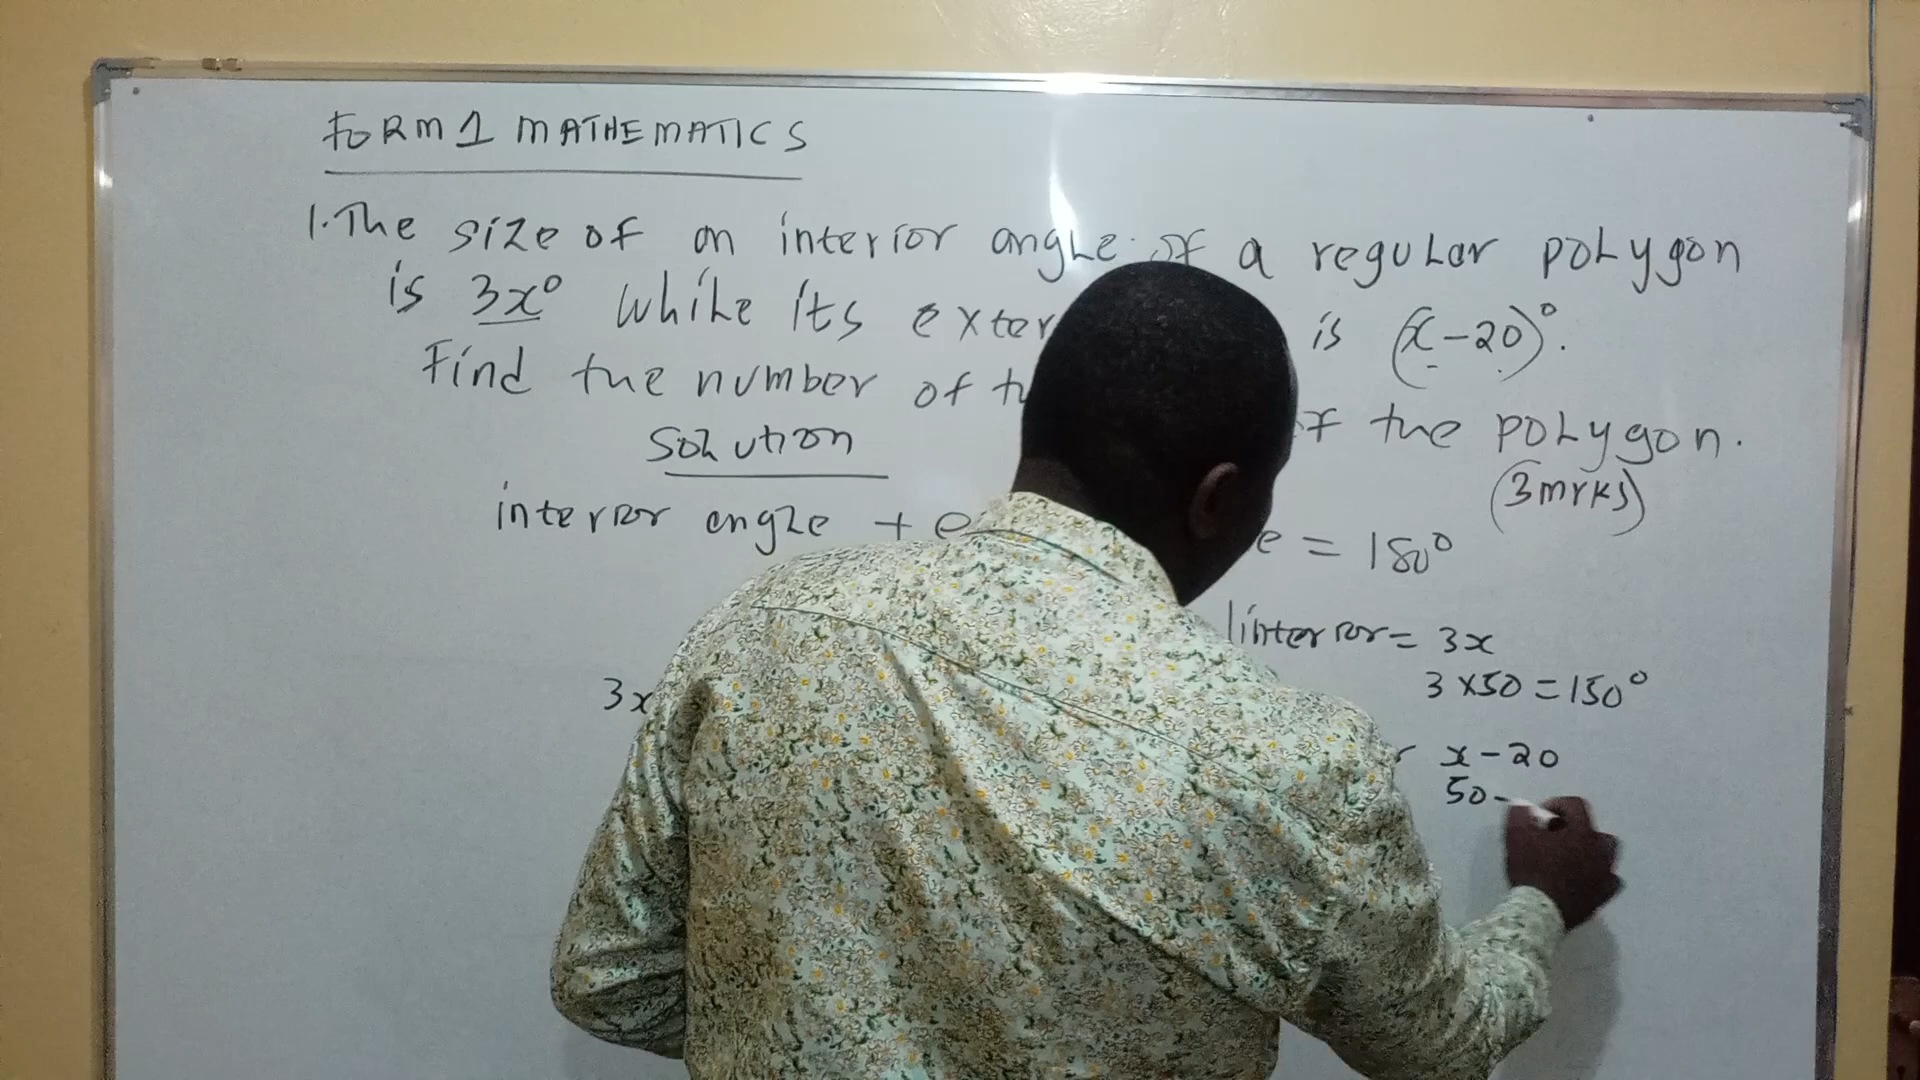 FORM 1 MATHEMATICS
1. The size of an interior angle of a regular polygon
is 3x° while its exter is (x-20)°.
Find the number of of the polygon.
(3mrks)
Solution
interior angle + e = 180°
interior = 3x
3x
3 x 50 = 150°
x - 20
50 -